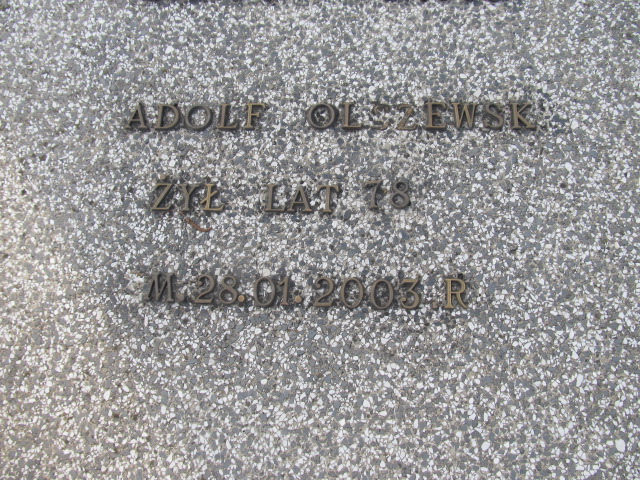 ADOLF OLSZEWSK
ŻYŁ LAT 78
M. 28.01.2003 R